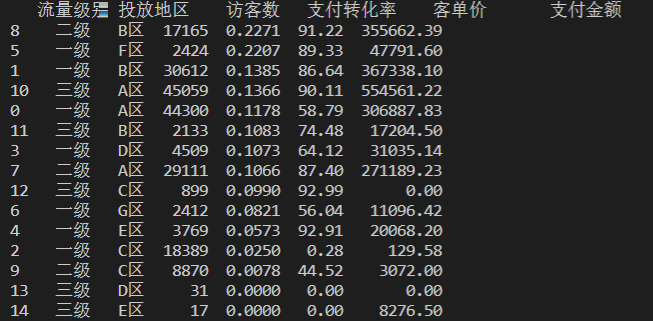 流量级别 投放地区 访客数 支付转化率 客单价 支付金额
8 二级 B区 17165 0.2271 91.22 355662.39
5 一级 F区 2424 0.2207 89.33 47791.60
1 一级 B区 30612 0.1385 86.64 367338.10
10 三级 A区 45059 0.1366 90.11 554561.22
0 一级 A区 44300 0.1178 58.79 306887.83
11 三级 B区 2133 0.1083 74.48 17204.50
3 一级 D区 4509 0.1073 64.12 31035.14
7 二级 A区 29111 0.1066 87.40 271189.23
12 三级 C区 899 0.0990 92.99 0.00
6 一级 G区 2412 0.0821 56.04 11096.42
4 一级 E区 3769 0.0573 92.91 20068.20
2 一级 C区 18389 0.0250 0.28 129.58
9 二级 C区 8870 0.0078 44.52 3072.00
13 三级 D区 31 0.0000 0.00 0.00
14 三级 E区 17 0.0000 0.00 8276.50